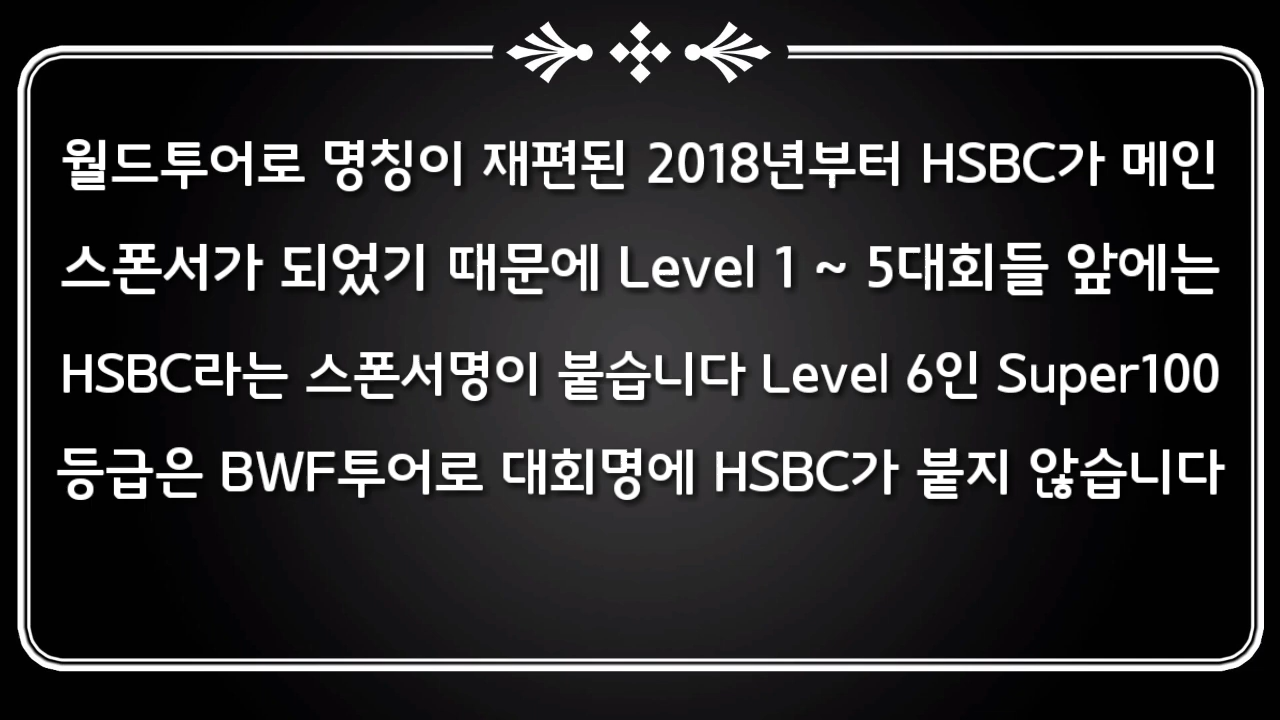 월드투어로 명칭이 재편된 2018년부터 HSBC가 메인
스폰서가 되었기 때문에 Level 1 ~ 5대회들 앞에는
HSBC라는 스폰서명이 붙습니다 Level 6인 Super100
등급은 BWF투어로 대회명에 HSBC가 붙지 않습니다